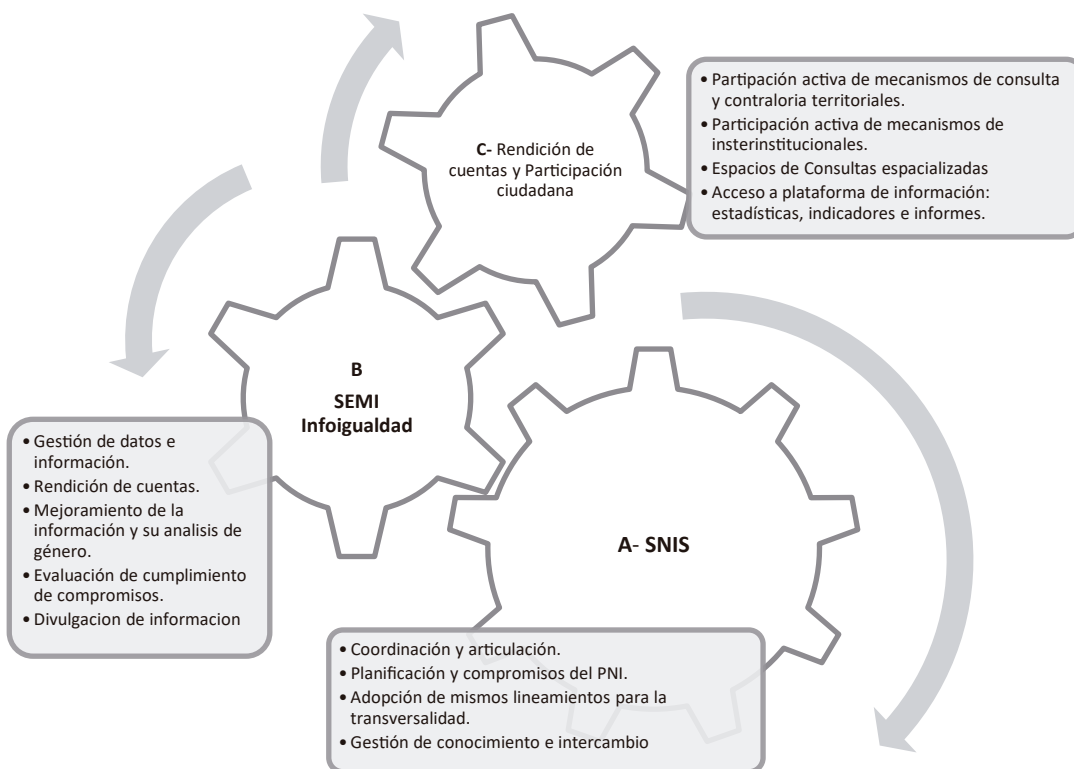 C- Rendición de
cuentas y Participación
ciudadana
• Partipación activa de mecanismos de consulta
y contraloria territoriales.
• Participación activa de mecanismos de
insterinstitucionales.
• Espacios de Consultas espacializadas
• Acceso a plataforma de información:
estadísticas, indicadores e informes.
B
SEMI
Infoigualdad
• Gestión de datos e
información.
• Rendición de cuentas.
• Mejoramiento de la
información y su analisis de
género.
• Evaluación de cumplimiento
de compromisos.
• Divulgacion de informacion
A- SNIS
• Coordinación y articulación.
• Planificación y compromisos del PNI.
• Adopción de mismos lineamientos para la
transversalidad.
• Gestión de conocimiento e intercambio